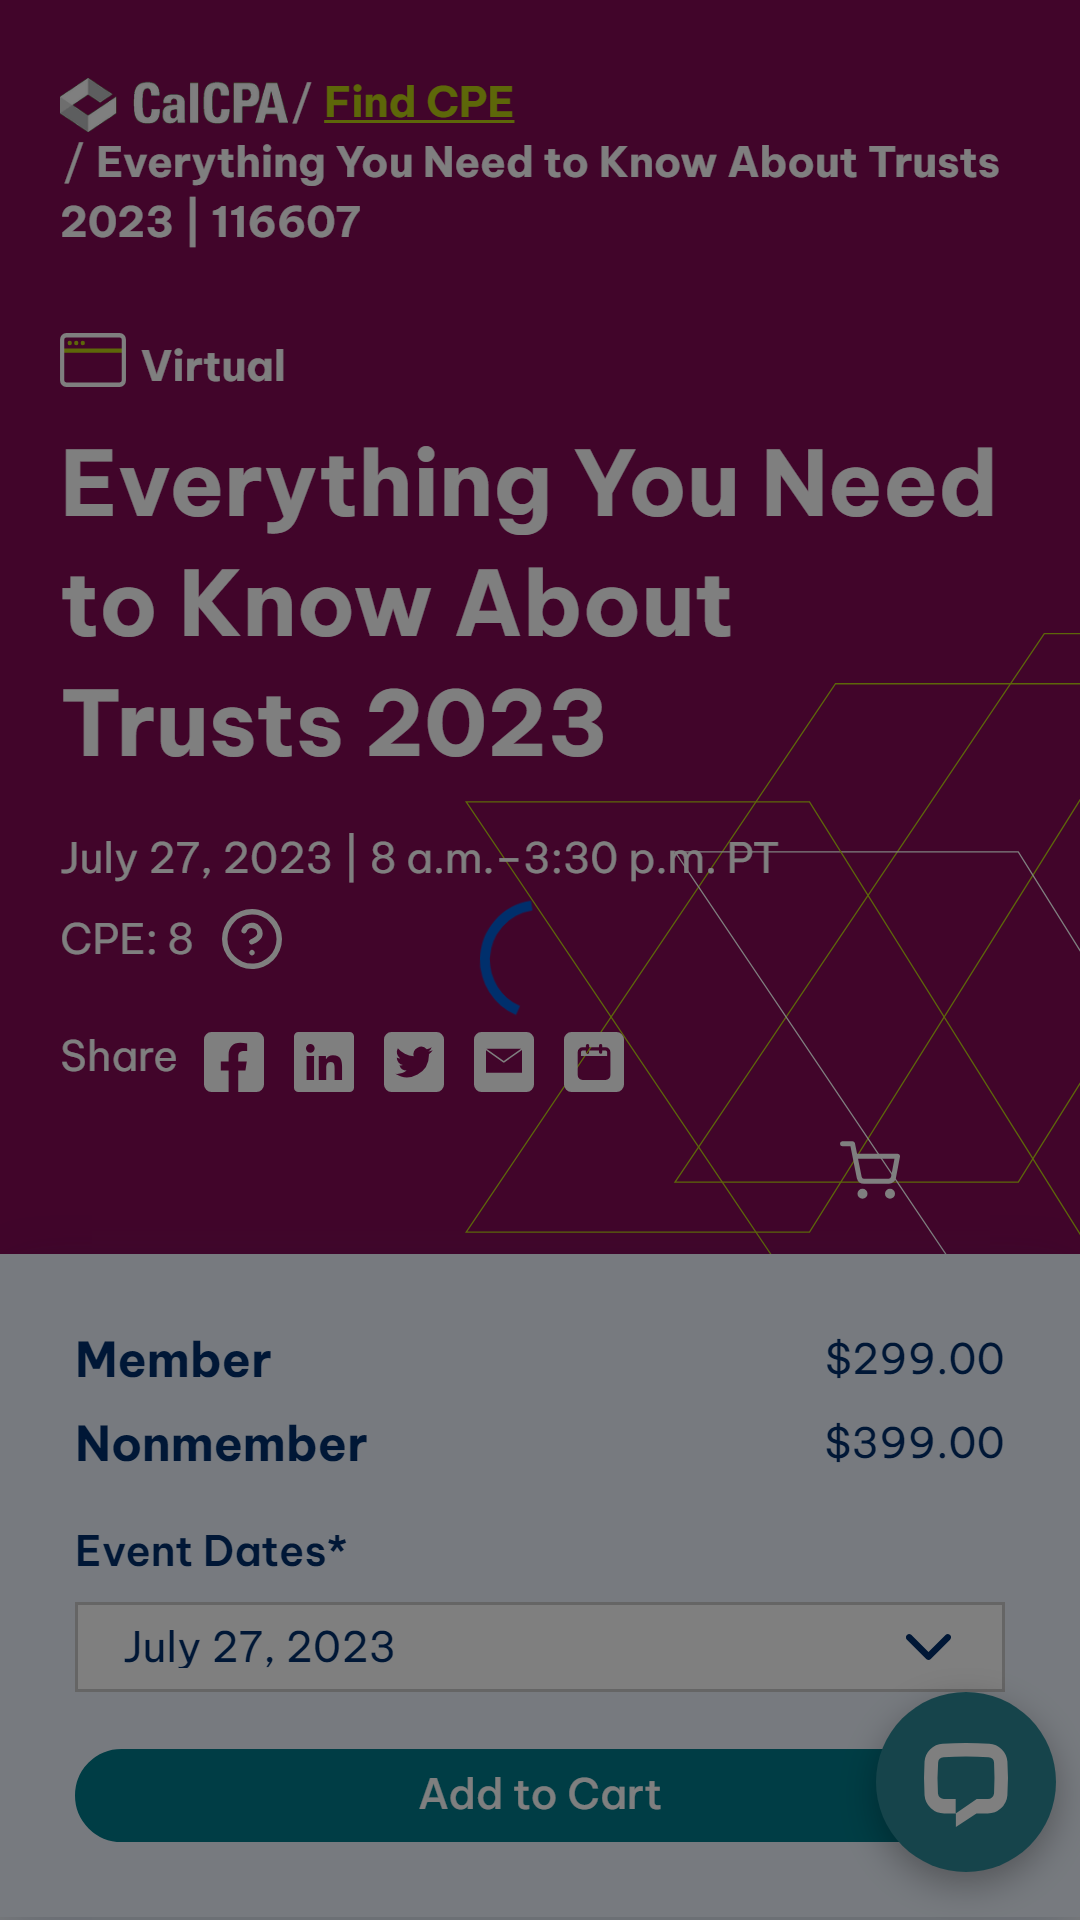 CalCPA / Find CPE
/ Everything You Need to Know About Trusts
2023 | 116607
Virtual
Everything You Need
to Know About
Trusts 2023
July 27, 2023 | 8 a.m.–3:30 p.m. PT
CPE: 8 ?
Share
Member $299.00
Nonmember $399.00
Event Dates*
July 27, 2023
Add to Cart